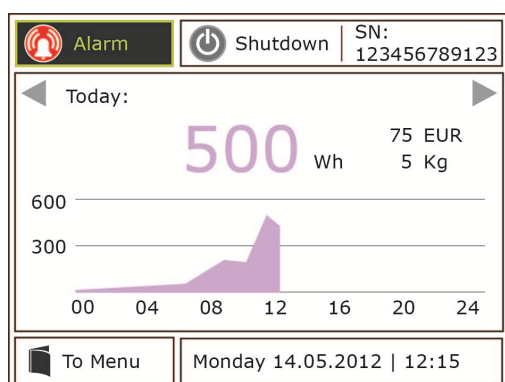 Alarm
Shutdown
SN:
123456789123
Today:
500 Wh
75 EUR
5 Kg
600
300
00 04 08 12 16 20 24
To Menu
Monday 14.05.2012 | 12:15